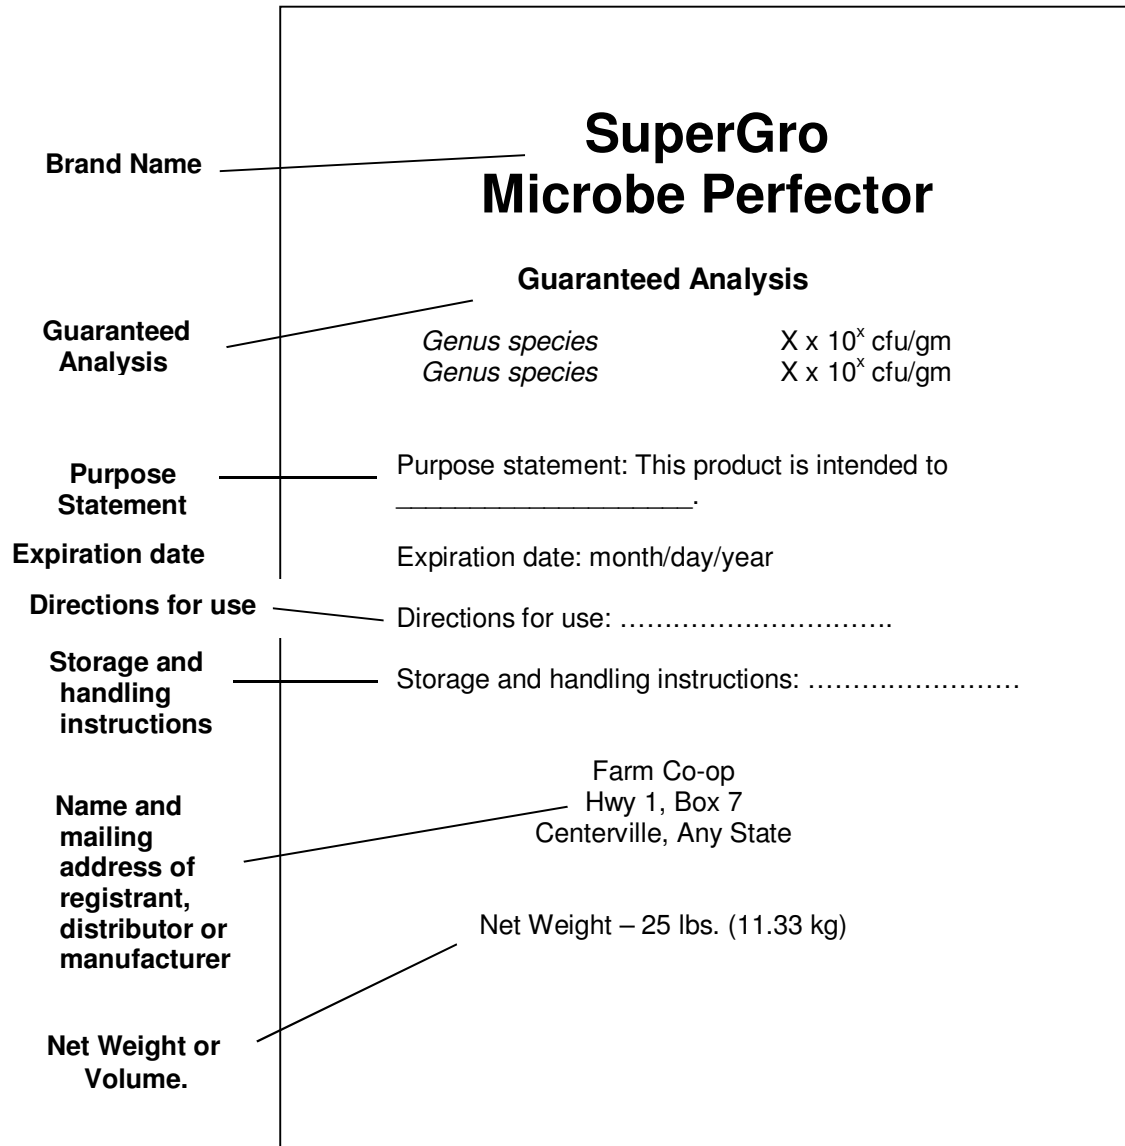 SuperGro
Microbe Perfector
Brand Name
Guaranteed Analysis
Guaranteed
Analysis
Genus species X x 10^x cfu/gm
Genus species X x 10^x cfu/gm
Purpose
Statement
Purpose statement: This product is intended to
____________________.
Expiration date
Expiration date: month/day/year
Directions for use
Directions for use: …………………………..
Storage and
handling
instructions
Storage and handling instructions: ……………………
Name and
mailing
address of
registrant,
distributor or
manufacturer
Farm Co-op
Hwy 1, Box 7
Centerville, Any State
Net Weight – 25 lbs. (11.33 kg)
Net Weight or
Volume.